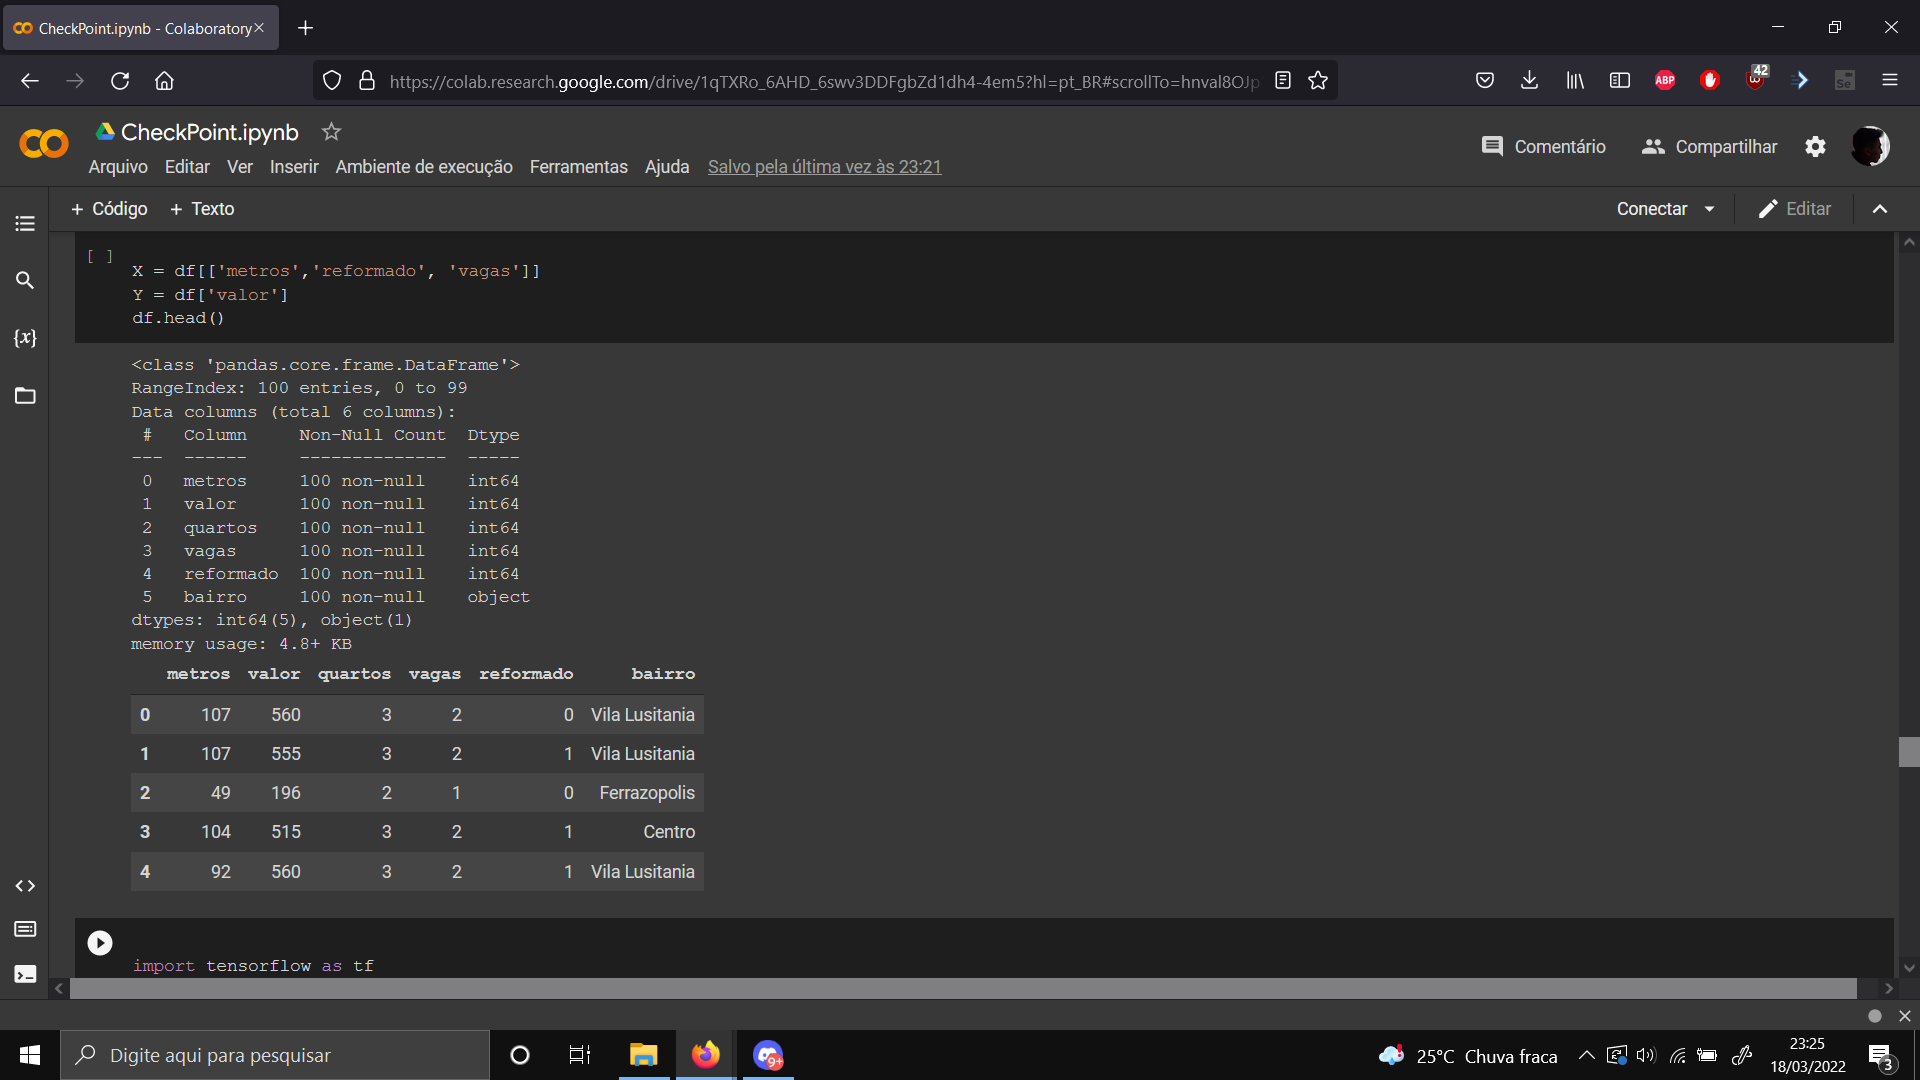 CheckPoint.ipynb - Colaboratory
https://colab.research.google.com/drive/1qTXRo_6AHD_6swv3DDFgbZd1dh4-4em5?hl=pt_BR#scrollTo=hnval8OJp
ABP
42
Se
CheckPoint.ipynb
Comentário Compartilhar
Arquivo Editar Ver Inserir Ambiente de execução Ferramentas Ajuda Salvo pela última vez às 23:21
+ Código + Texto Conectar Editar
{x}
[ ]
X = df[['metros','reformado', 'vagas']]
Y = df['valor']
df.head()
<class 'pandas.core.frame.DataFrame'>
RangeIndex: 100 entries, 0 to 99
Data columns (total 6 columns):
# Column Non-Null Count Dtype
--- ------ -------------- -----
0 metros 100 non-null int64
1 valor 100 non-null int64
2 quartos 100 non-null int64
3 vagas 100 non-null int64
4 reformado 100 non-null int64
5 bairro 100 non-null object
dtypes: int64(5), object(1)
memory usage: 4.8+ KB
metros valor quartos vagas reformado bairro
0 107 560 3 2 0 Vila Lusitania
1 107 555 3 2 1 Vila Lusitania
2 49 196 2 1 0 Ferrazopolis
3 104 515 3 2 1 Centro
4 92 560 3 2 1 Vila Lusitania
import tensorflow as tf
Digite aqui para pesquisar
9+
25°C Chuva fraca
23:25
18/03/2022
3